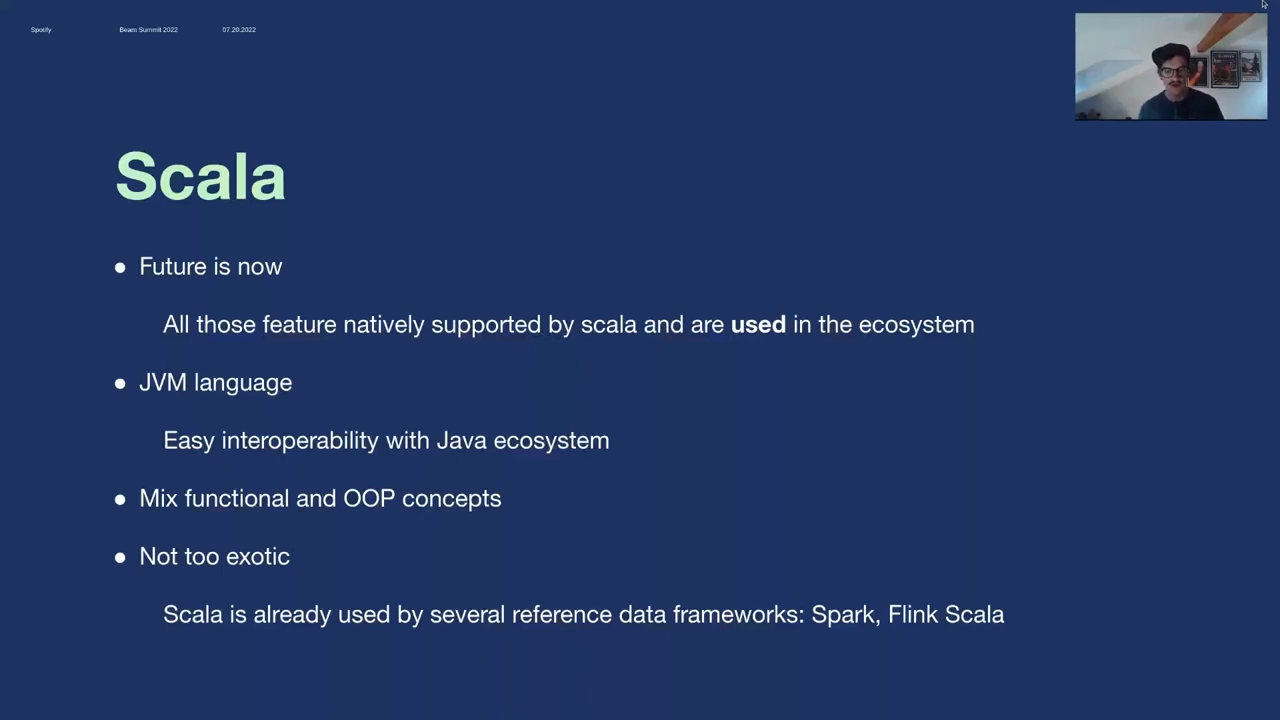 Spotify
Beam Summit 2022
07.20.2022
Scala
● Future is now
All those feature natively supported by scala and are used in the ecosystem
● JVM language
Easy interoperability with Java ecosystem
● Mix functional and OOP concepts
● Not too exotic
Scala is already used by several reference data frameworks: Spark, Flink Scala